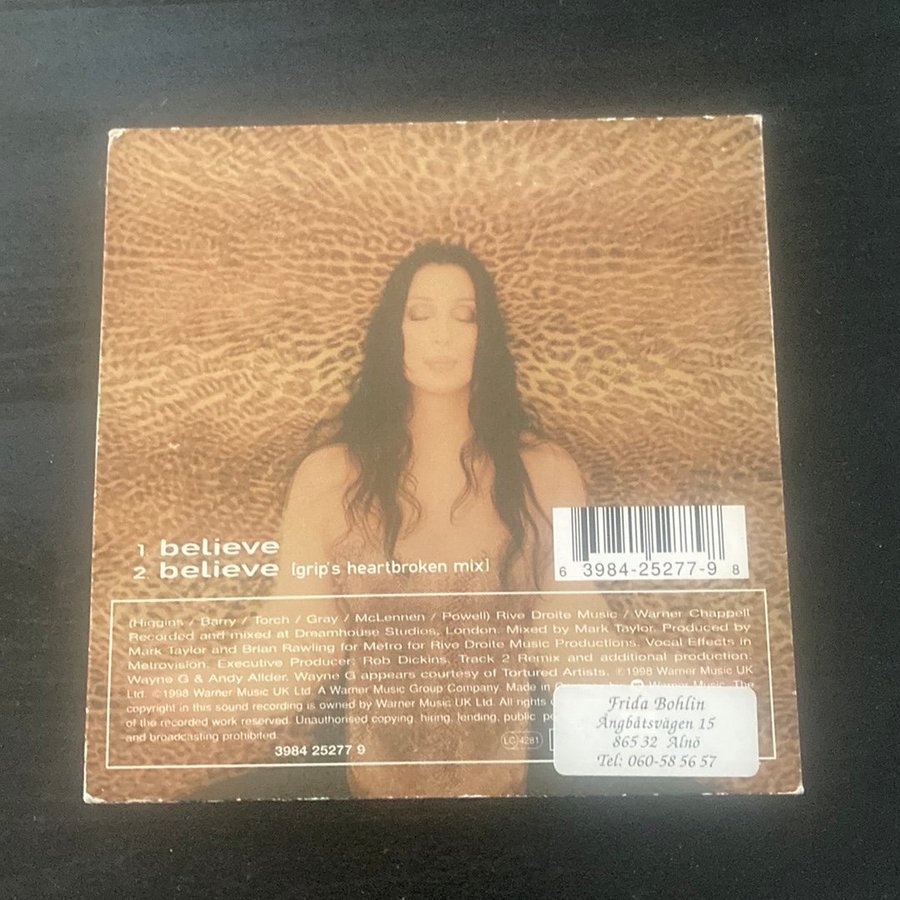 1 believe
2 believe [grip's heartbroken mix]
6 3984-25277-9 8
(Higgins / Barry / Torch / Gray / McLennen / Powell) Rive Droite Music / Warner Chappell
Recorded and mixed at Dreamhouse Studios, London. Mixed by Mark Taylor. Produced by
Mark Taylor and Brian Rawling for Metro for Rive Droite Music Productions. Vocal Effects in
Metrovision. Executive Producer: Rob Dickins. Track 2 Remix and additional production:
Wayne G & Andy Allder. Wayne G appears courtesy of Tortured Artists. ℗1998 Warner Music UK
Ltd. ©1998 Warner Music UK Ltd. A Warner Music Group Company. Made in Warner Music. The
copyright in this sound recording is owned by Warner Music UK Ltd. All rights
of the recorded work reserved. Unauthorised copying, hiring, lending, public
and broadcasting prohibited.
3984 25277 9
LC 4281
Frida Bohlin
Ångbåtsvägen 15
865 32 Alnö
Tel: 060-58 56 57